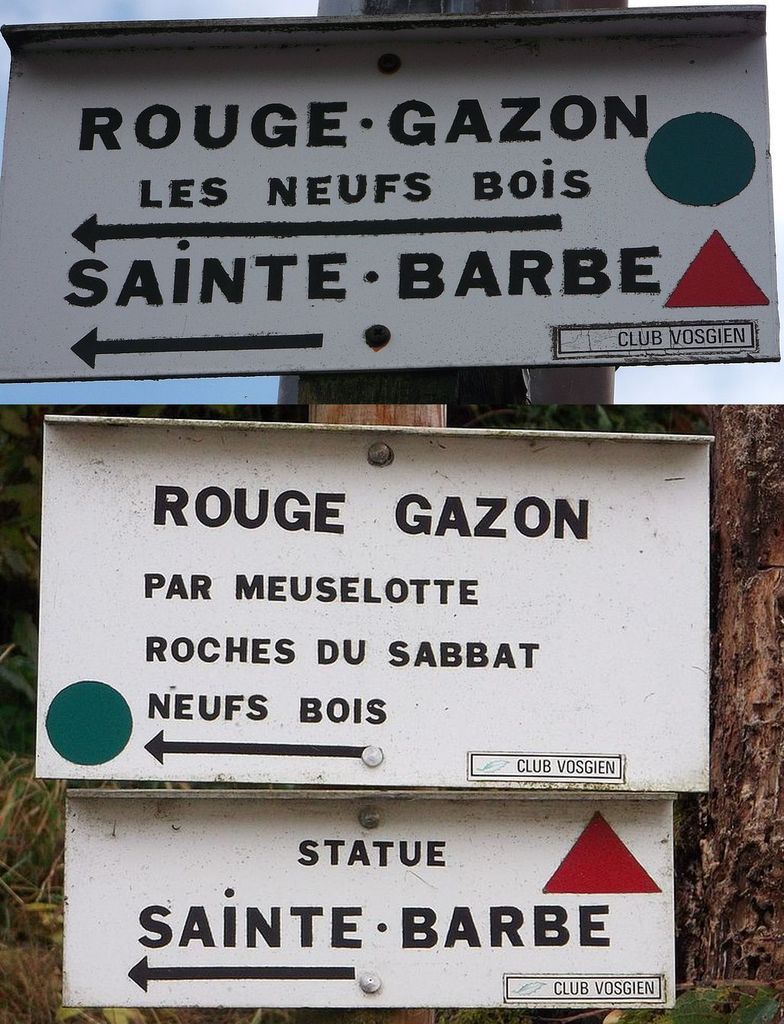 ROUGE·GAZON
LES NEUFS BOiS
SAiNTE·BARBE
CLUB VOSGIEN
ROUGE GAZON
PAR MEUSELOTTE
ROCHES DU SABBAT
NEUFS BOIS
CLUB VOSGIEN
STATUE
SAiNTE·BARBE
CLUB VOSGIEN